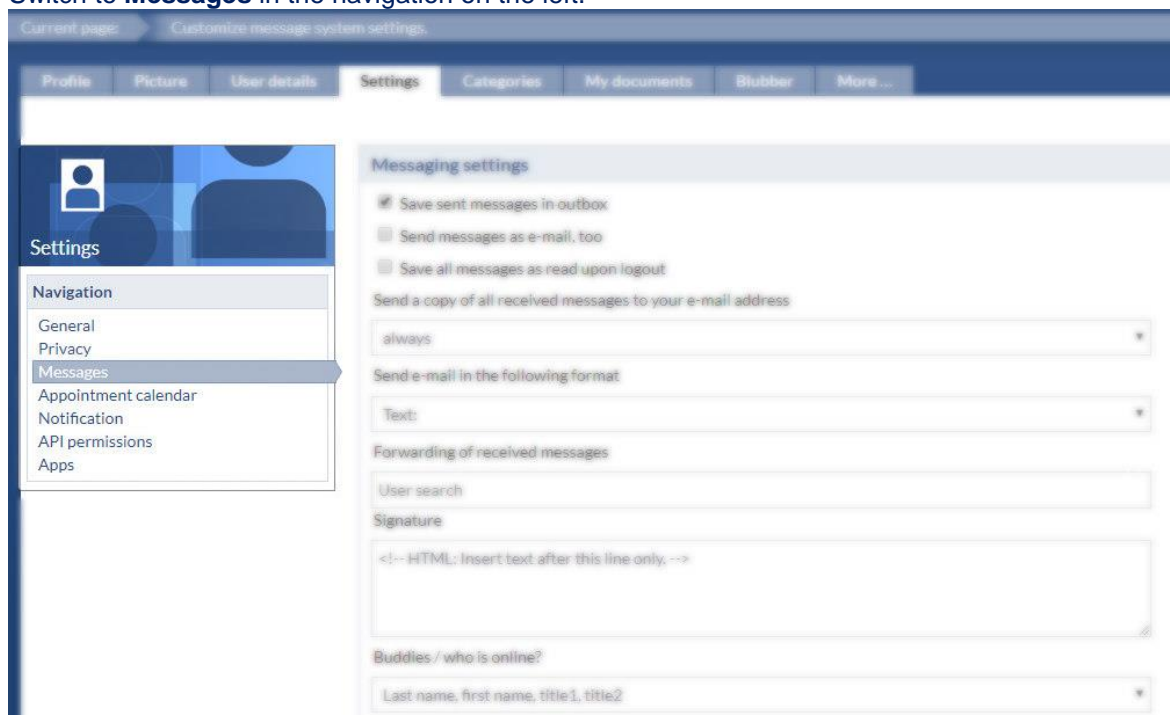 Switch to Messages in the navigation on the left.
Current page: Customize message system settings.
Profile Picture User details Settings Categories My documents Blubber More...
Settings
Navigation
General
Privacy
Messages
Appointment calendar
Notification
API permissions
Apps
Messaging settings
Save sent messages in outbox
Send messages as e-mail, too
Save all messages as read upon logout
Send a copy of all received messages to your e-mail address
always
Send e-mail in the following format
Text:
Forwarding of received messages
User search
Signature
<!-- HTML: Insert text after this line only. -->
Buddies / who is online?
Last name, first name, title1, title2